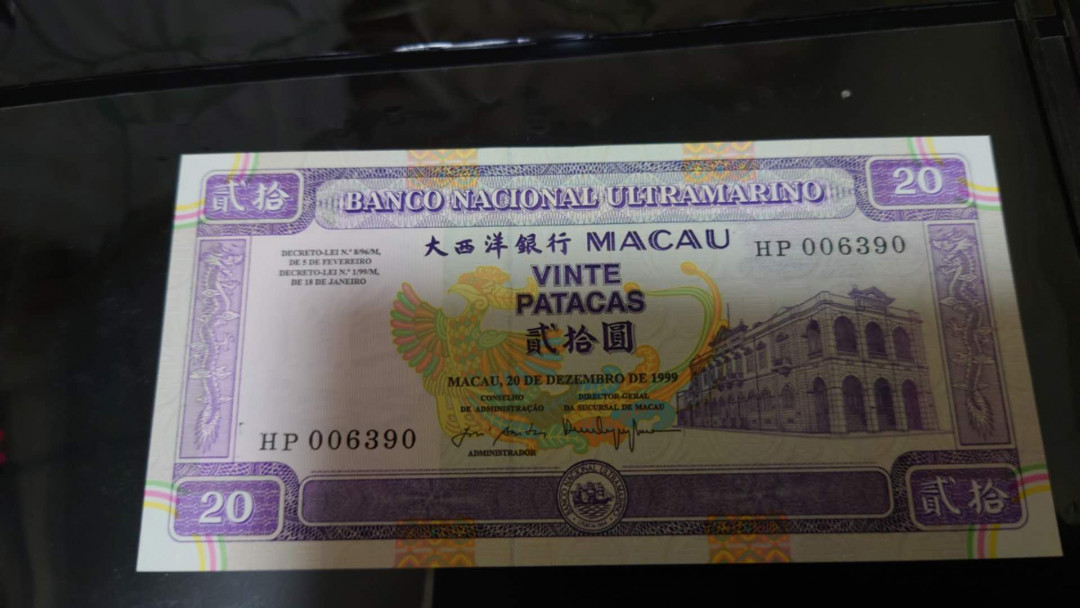 貳拾
BANCO NACIONAL ULTRAMARINO
20
大西洋銀行 MACAU
HP 006390
DECRETO-LEI N.º 8/96/M,
DE 5 DE FEVEREIRO
DECRETO-LEI N.º 1/99/M,
DE 18 DE JANEIRO
VINTE
PATACAS
貳拾圓
MACAU, 20 DE DEZEMBRO DE 1999
CONSELHO
DE ADMINISTRAÇÃO
DIRECTOR-GERAL
DA SUCURSAL DE MACAU
ADMINISTRADOR
HP 006390
20
貳拾